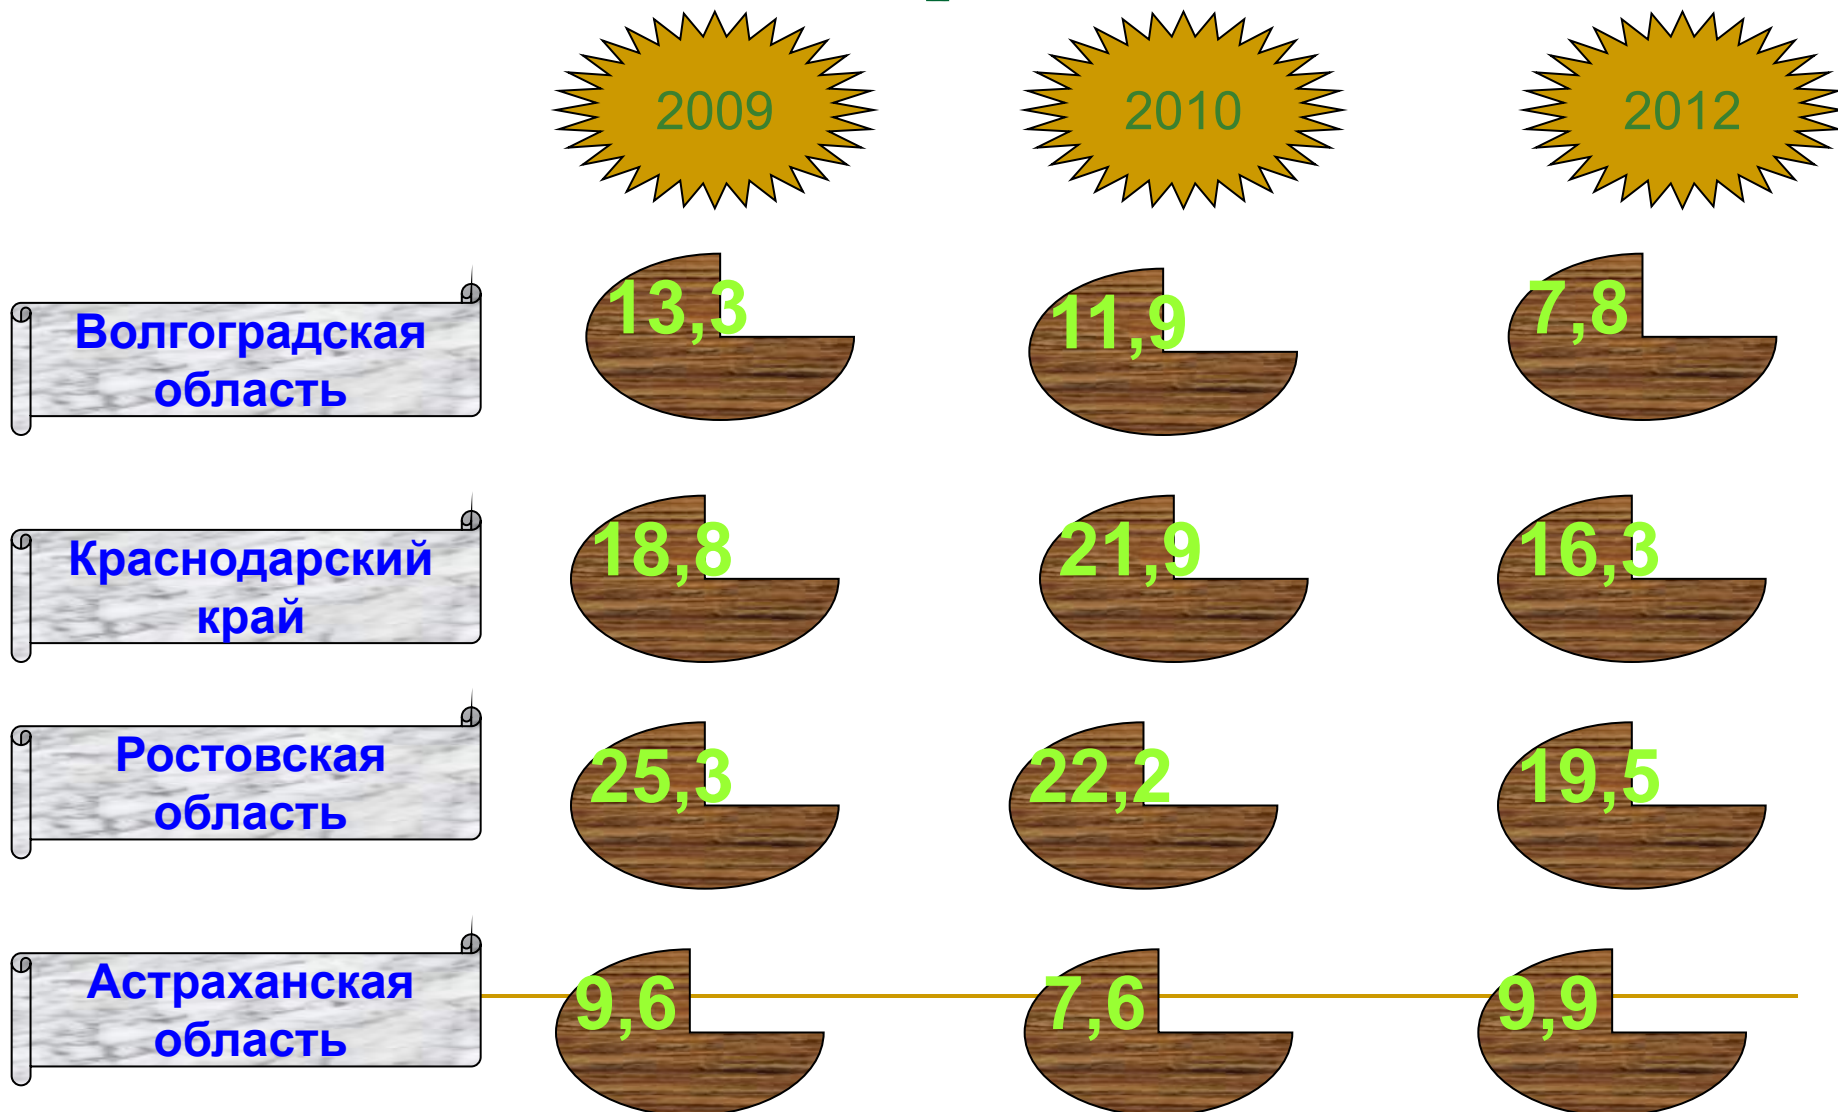 2009 2010 2012
Волгоградская
область
13,3 11,9 7,8
Краснодарский
край
18,8 21,9 16,3
Ростовская
область
25,3 22,2 19,5
Астраханская
область
9,6 7,6 9,9